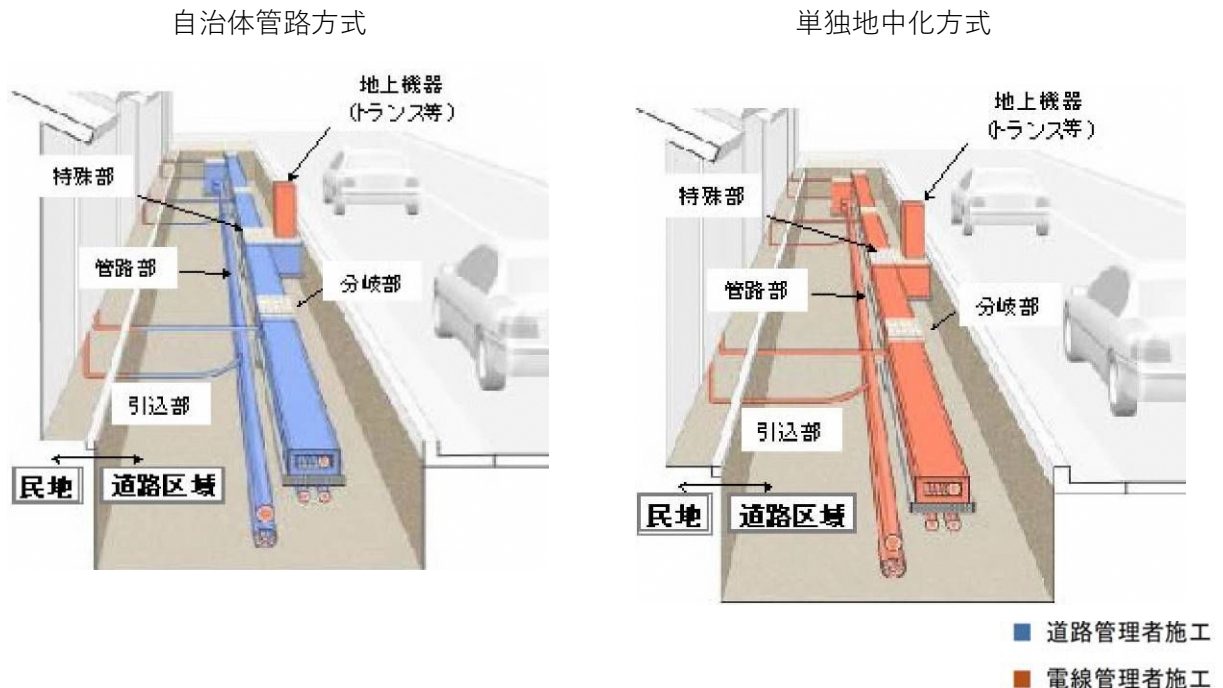 自治体管路方式
地上機器
(トランス等)
特殊部
管路部
分岐部
引込部
民地
道路区域
単独地中化方式
地上機器
(トランス等)
特殊部
管路部
分岐部
引込部
民地
道路区域
道路管理者施工
電線管理者施工